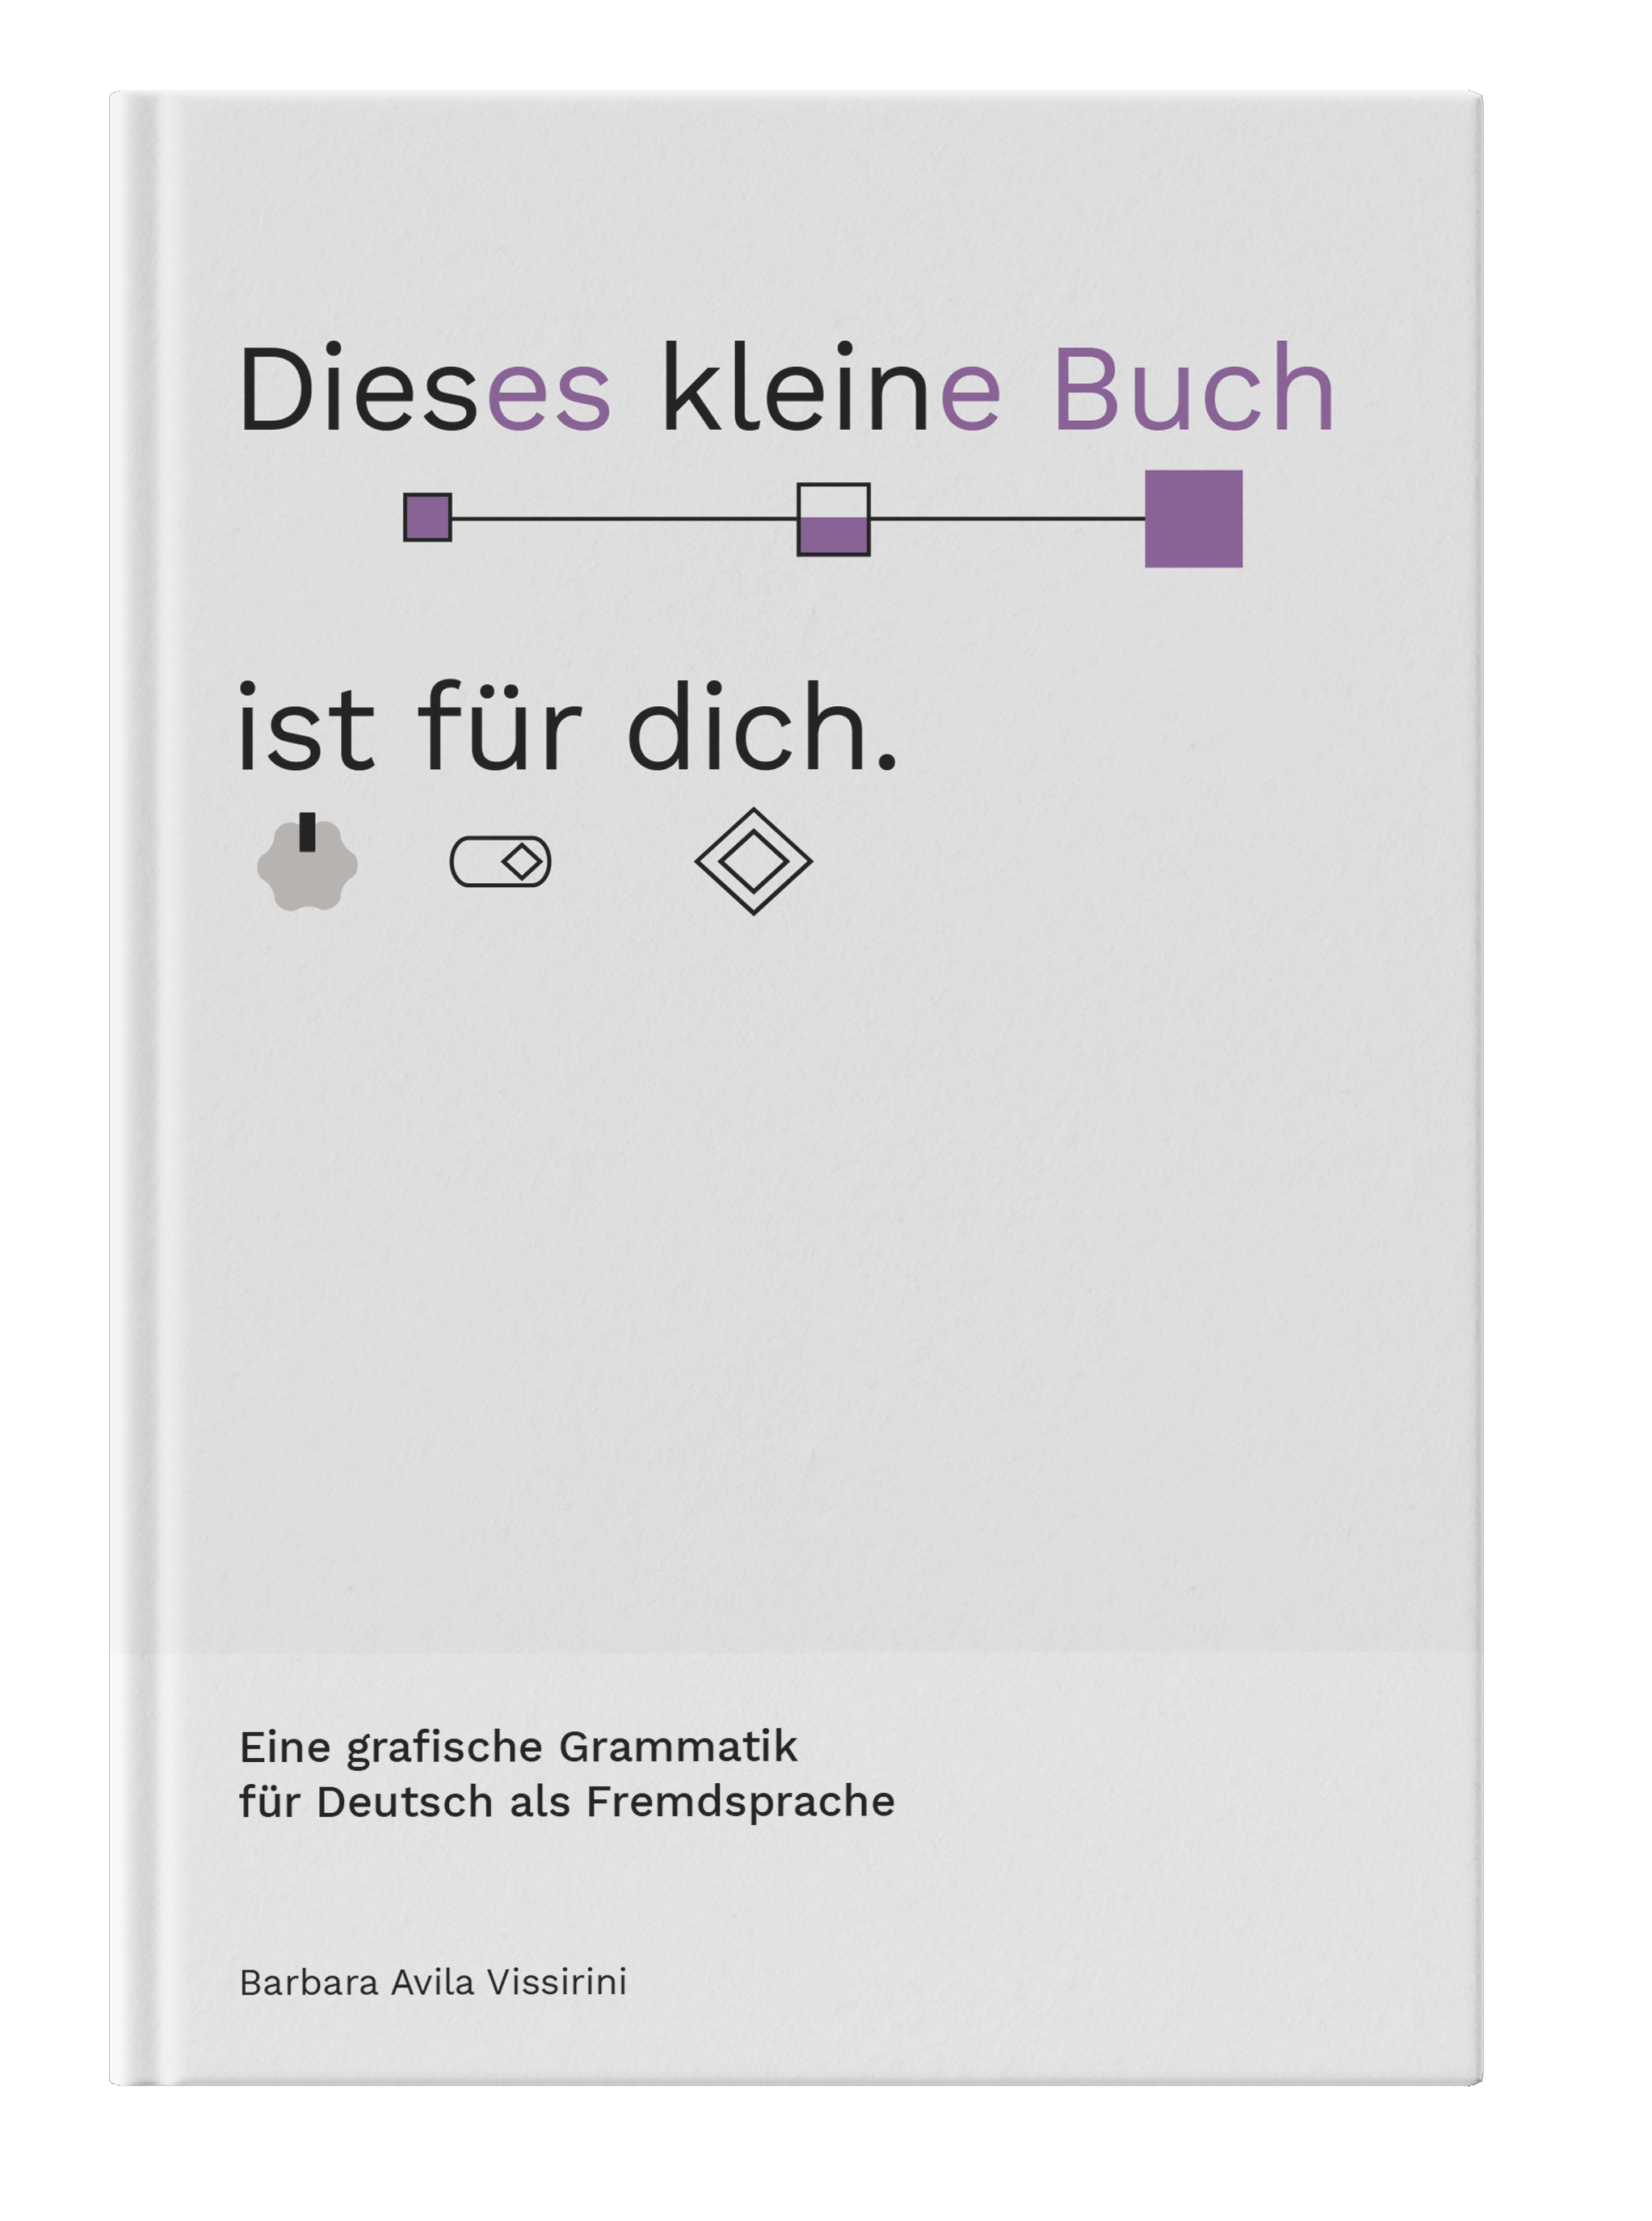 Dieses kleine Buch
ist für dich.
Eine grafische Grammatik
für Deutsch als Fremdsprache
Barbara Avila Vissirini